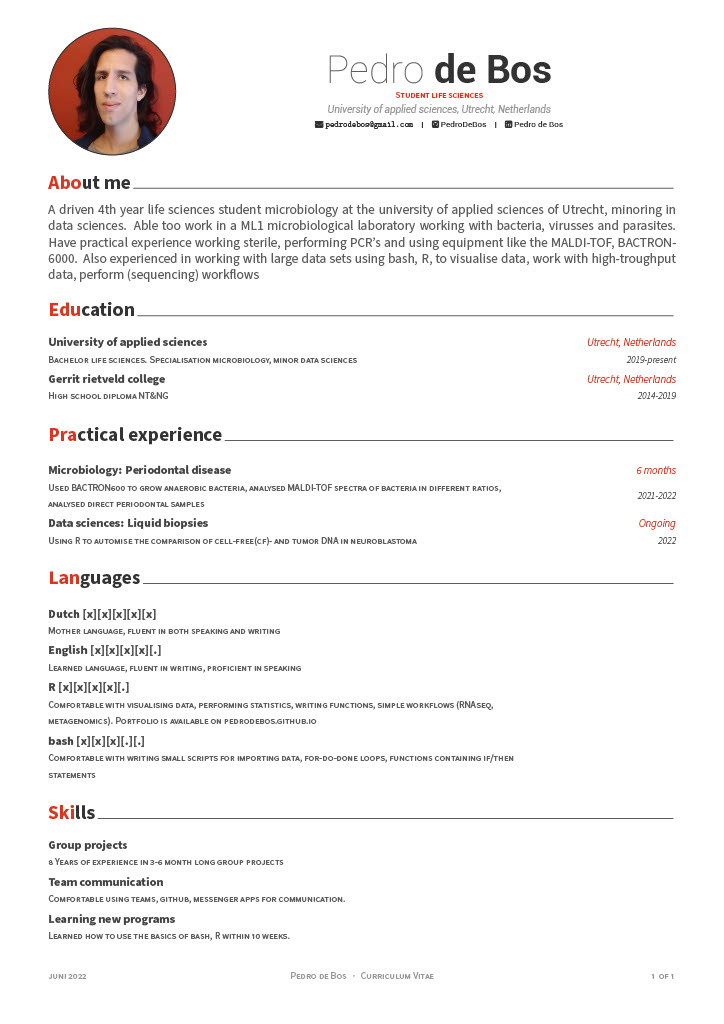 Pedro de Bos
Student life sciences
University of applied sciences, Utrecht, Netherlands
pedrodebos@gmail.com | PedroDeBos | Pedro de Bos
About me
A driven 4th year life sciences student microbiology at the university of applied sciences of Utrecht, minoring in
data sciences. Able too work in a ML1 microbiological laboratory working with bacteria, virusses and parasites.
Have practical experience working sterile, performing PCR's and using equipment like the MALDI-TOF, BACTRON-
6000. Also experienced in working with large data sets using bash, R, to visualise data, work with high-troughput
data, perform (sequencing) workflows
Education
University of applied sciences Utrecht, Netherlands
Bachelor life sciences. Specialisation microbiology, minor data sciences 2019-present
Gerrit rietveld college Utrecht, Netherlands
High school diploma NT&NG 2014-2019
Practical experience
Microbiology: Periodontal disease 6 months
Used BACTRON600 to grow anaerobic bacteria, analysed MALDI-TOF spectra of bacteria in different ratios,
analysed direct periodontal samples 2021-2022
Data sciences: Liquid biopsies Ongoing
Using R to automise the comparison of cell-free(cf)- and tumor DNA in neuroblastoma 2022
Languages
Dutch [x][x][x][x][x]
Mother language, fluent in both speaking and writing
English [x][x][x][x][.]
Learned language, fluent in writing, proficient in speaking
R [x][x][x][x][.]
Comfortable with visualising data, performing statistics, writing functions, simple workflows (RNAseq,
metagenomics). Portfolio is available on pedrodebos.github.io
bash [x][x][x][.][.]
Comfortable with writing small scripts for importing data, for-do-done loops, functions containing if/then
statements
Skills
Group projects
8 Years of experience in 3-6 month long group projects
Team communication
Comfortable using teams, github, messenger apps for communication.
Learning new programs
Learned how to use the basics of bash, R within 10 weeks.
juni 2022 Pedro de Bos · Curriculum Vitae 1 of 1